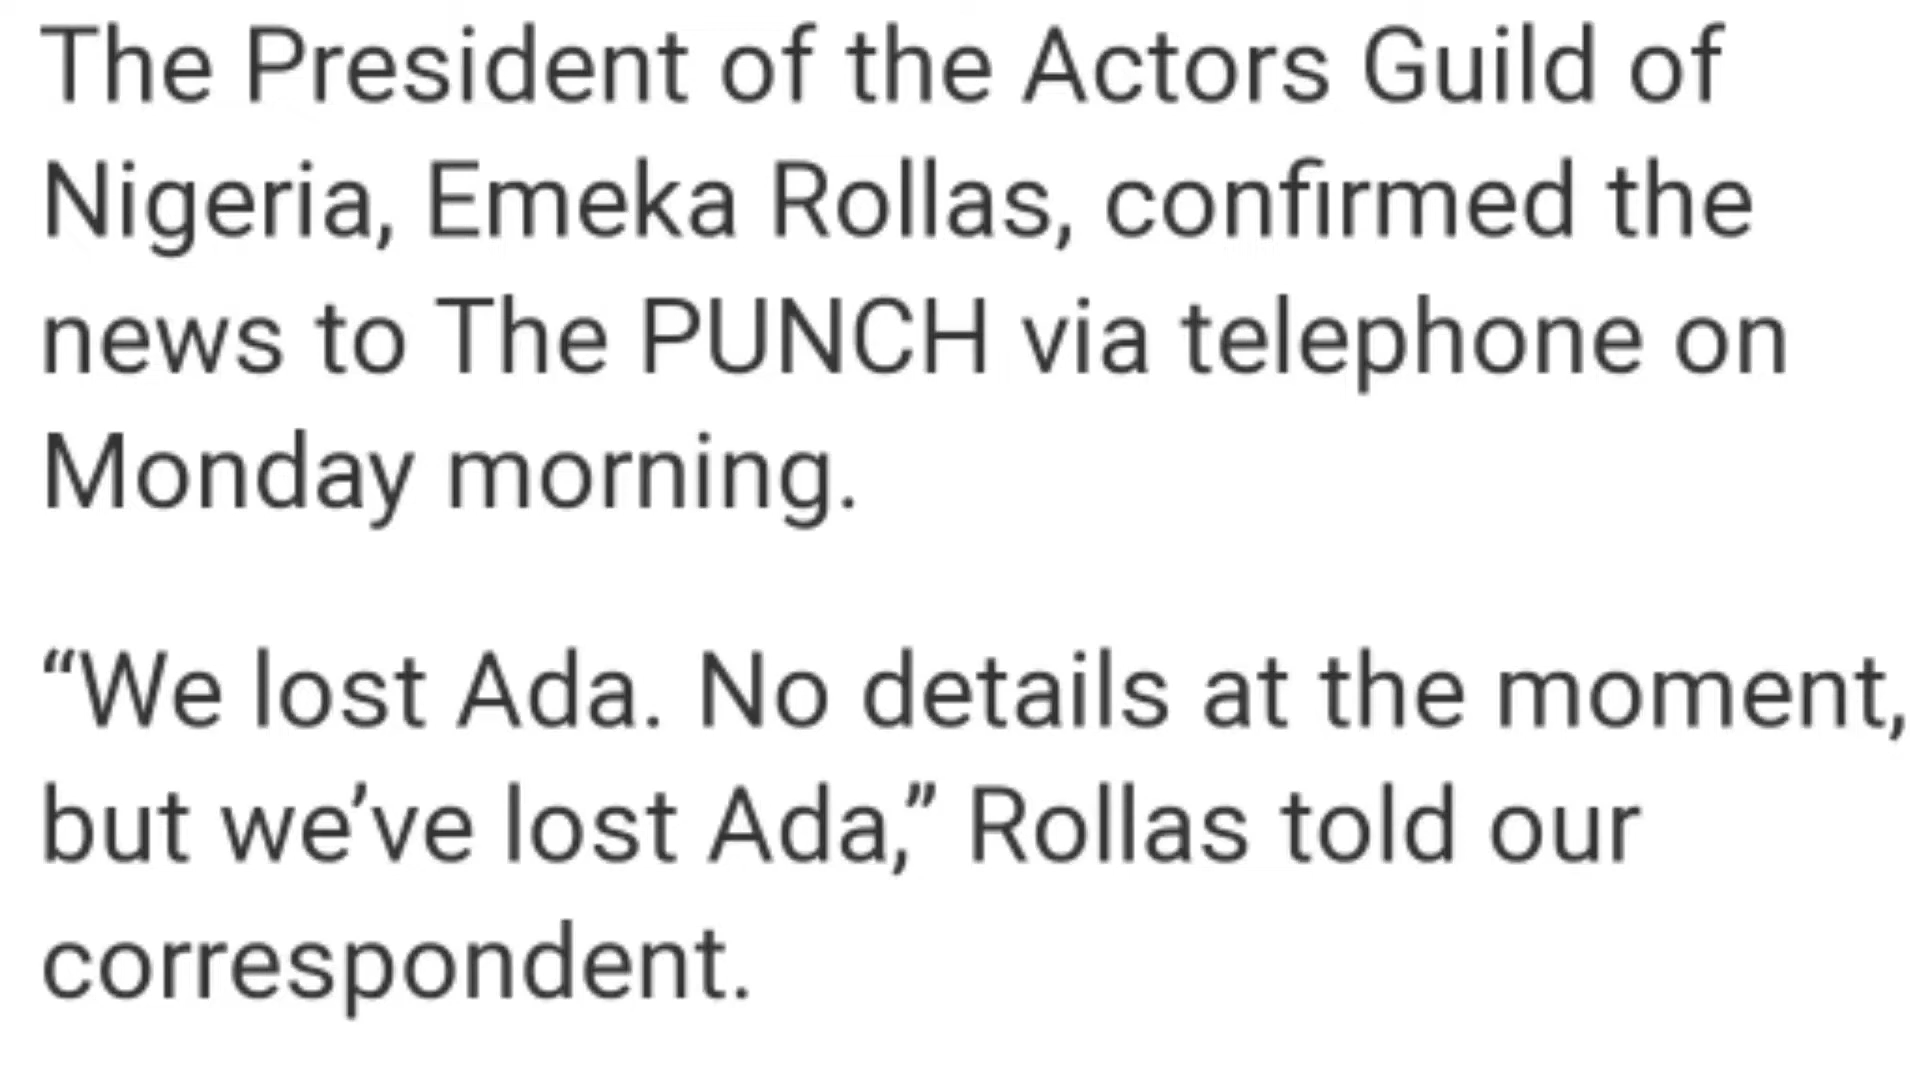 The President of the Actors Guild of
Nigeria, Emeka Rollas, confirmed the
news to The PUNCH via telephone on
Monday morning.
“We lost Ada. No details at the moment,
but we’ve lost Ada,” Rollas told our
correspondent.